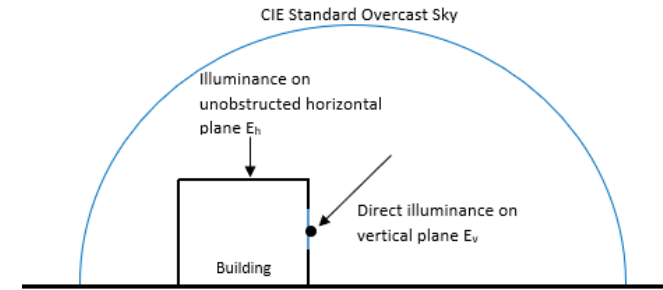 CIE Standard Overcast Sky
Illuminance on
unobstructed horizontal
plane Eₕ
Direct illuminance on
vertical plane Eᵥ
Building